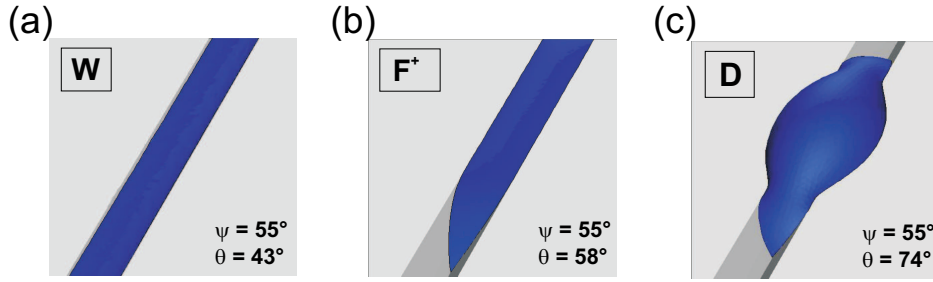 (a)
W
ψ = 55°
θ = 43°
(b)
F⁺
ψ = 55°
θ = 58°
(c)
D
ψ = 55°
θ = 74°